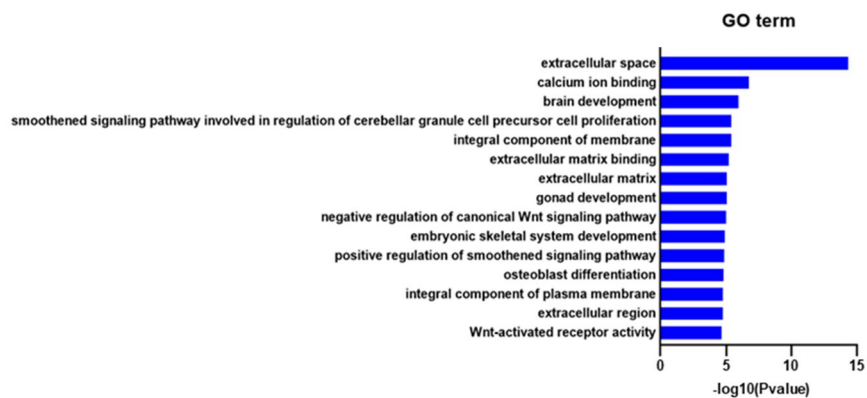 GO term
extracellular space
calcium ion binding
brain development
smoothened signaling pathway involved in regulation of cerebellar granule cell precursor cell proliferation
integral component of membrane
extracellular matrix binding
extracellular matrix
gonad development
negative regulation of canonical Wnt signaling pathway
embryonic skeletal system development
positive regulation of smoothened signaling pathway
osteoblast differentiation
integral component of plasma membrane
extracellular region
Wnt-activated receptor activity
0 5 10 15
-log10(Pvalue)